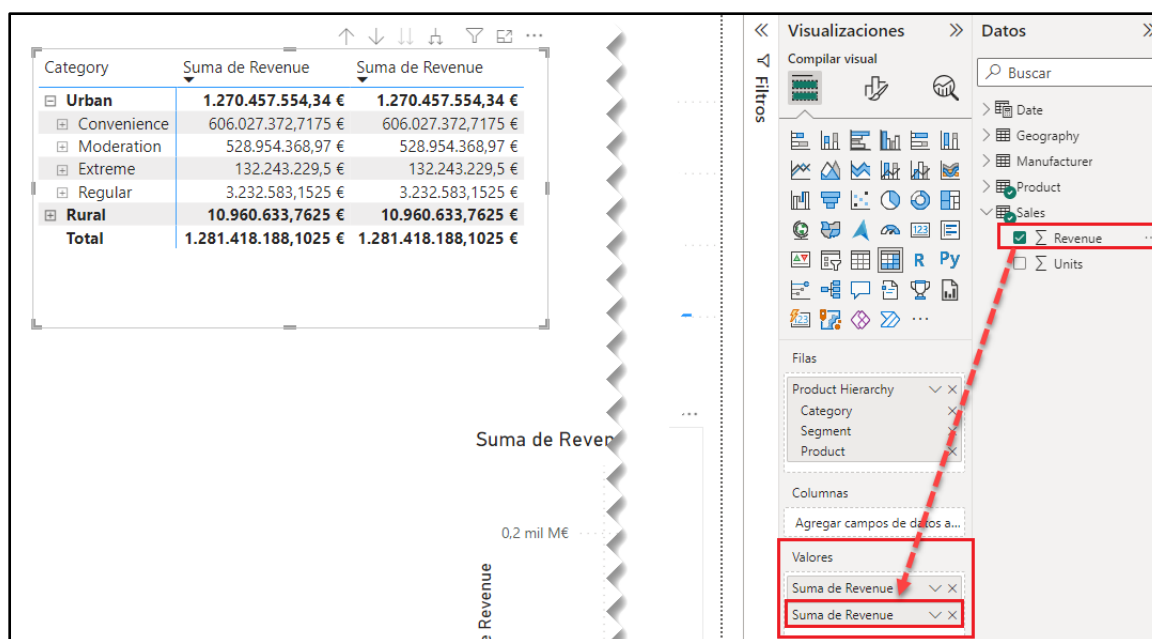 Category Suma de Revenue Suma de Revenue
Urban 1.270.457.554,34 € 1.270.457.554,34 €
Convenience 606.027.372,7175 € 606.027.372,7175 €
Moderation 528.954.368,97 € 528.954.368,97 €
Extreme 132.243.229,5 € 132.243.229,5 €
Regular 3.232.583,1525 € 3.232.583,1525 €
Rural 10.960.633,7625 € 10.960.633,7625 €
Total 1.281.418.188,1025 € 1.281.418.188,1025 €
Suma de Reven
0,2 mil M€
e Revenue
Filtros
Visualizaciones
Compilar visual
123
R Py
123
Filas
Product Hierarchy
Category
Segment
Product
Columnas
Agregar campos de datos a...
Valores
Suma de Revenue
Suma de Revenue
Datos
Buscar
Date
Geography
Manufacturer
Product
Sales
∑ Revenue
∑ Units